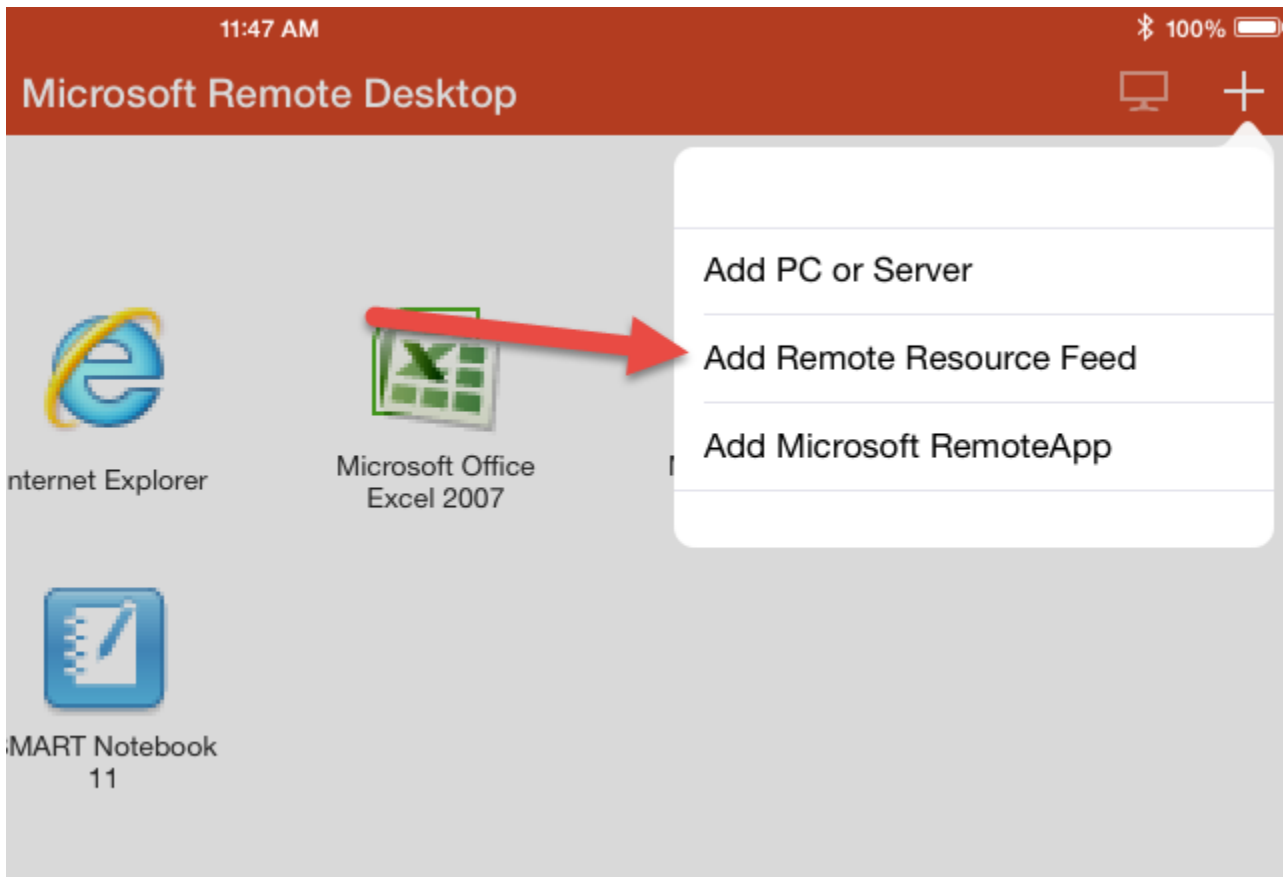 11:47 AM
100%
Microsoft Remote Desktop
Add PC or Server
Add Remote Resource Feed
Add Microsoft RemoteApp
nternet Explorer
Microsoft Office
Excel 2007
MART Notebook
11